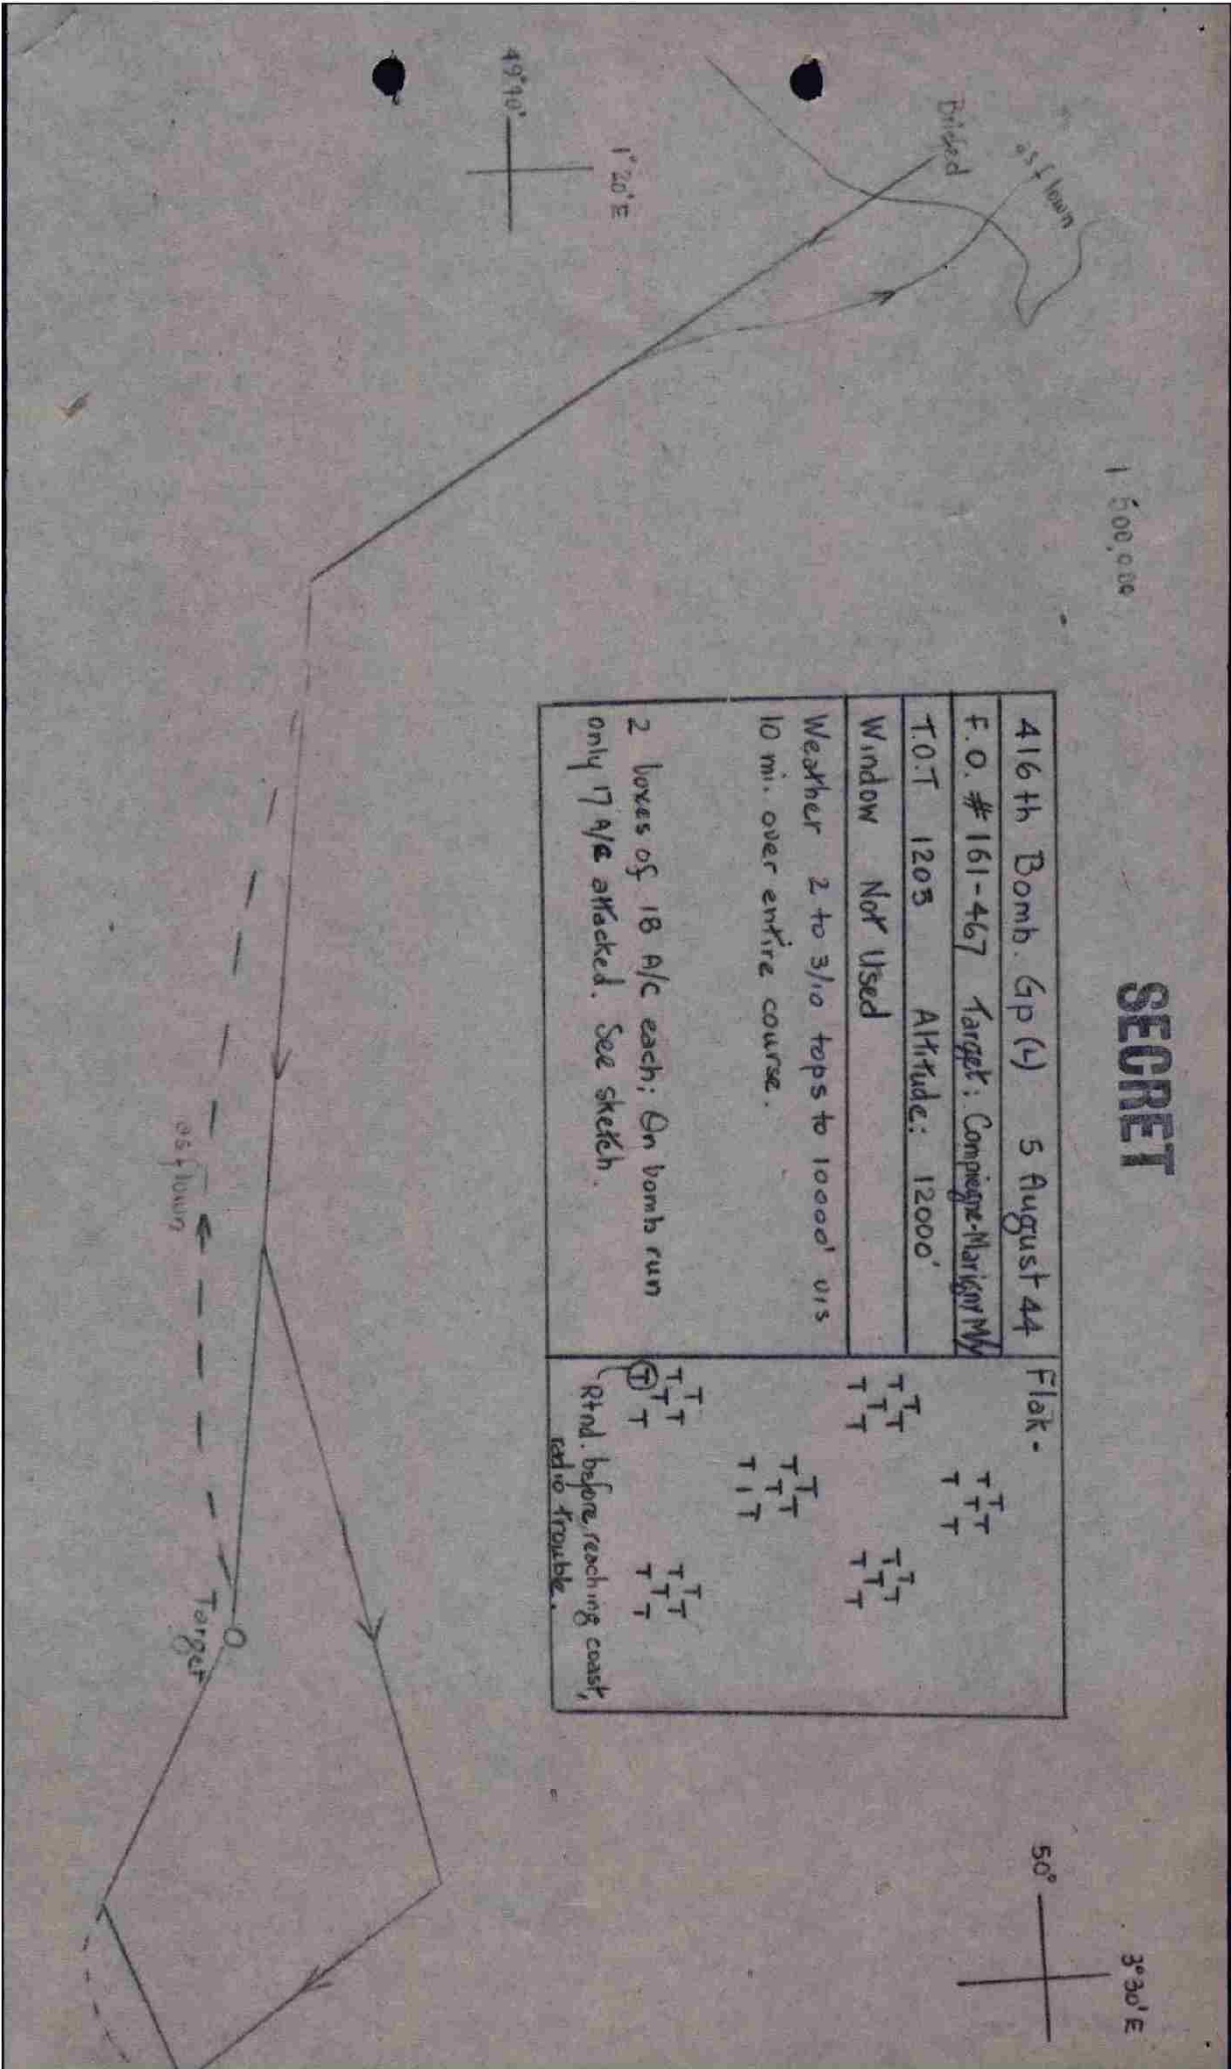 SECRET
1 500,000
416th Bomb. Gp (L) 5 August 44
F.O. #161-467 Target: Compiegne-Marigny M/Y
T.O.T 1203 Altitude: 12000'
Window Not Used
Weather 2 to 3/10 tops to 10000' vis
10 mi. over entire course.
2 boxes of 18 A/C each; On bomb run
only 17 A/C attacked. See sketch.
Flak-
T T
T T T
T T
T T
T T T
T T
T T
T T T
T T
T T
T T T
T T
T T
T T T
T T
T T
T T T
T T
Rtnd. before reaching coast,
radio trouble.
3°30'E
50°
as flown
Briefed
1°20'E
49°40'
as flown
Target